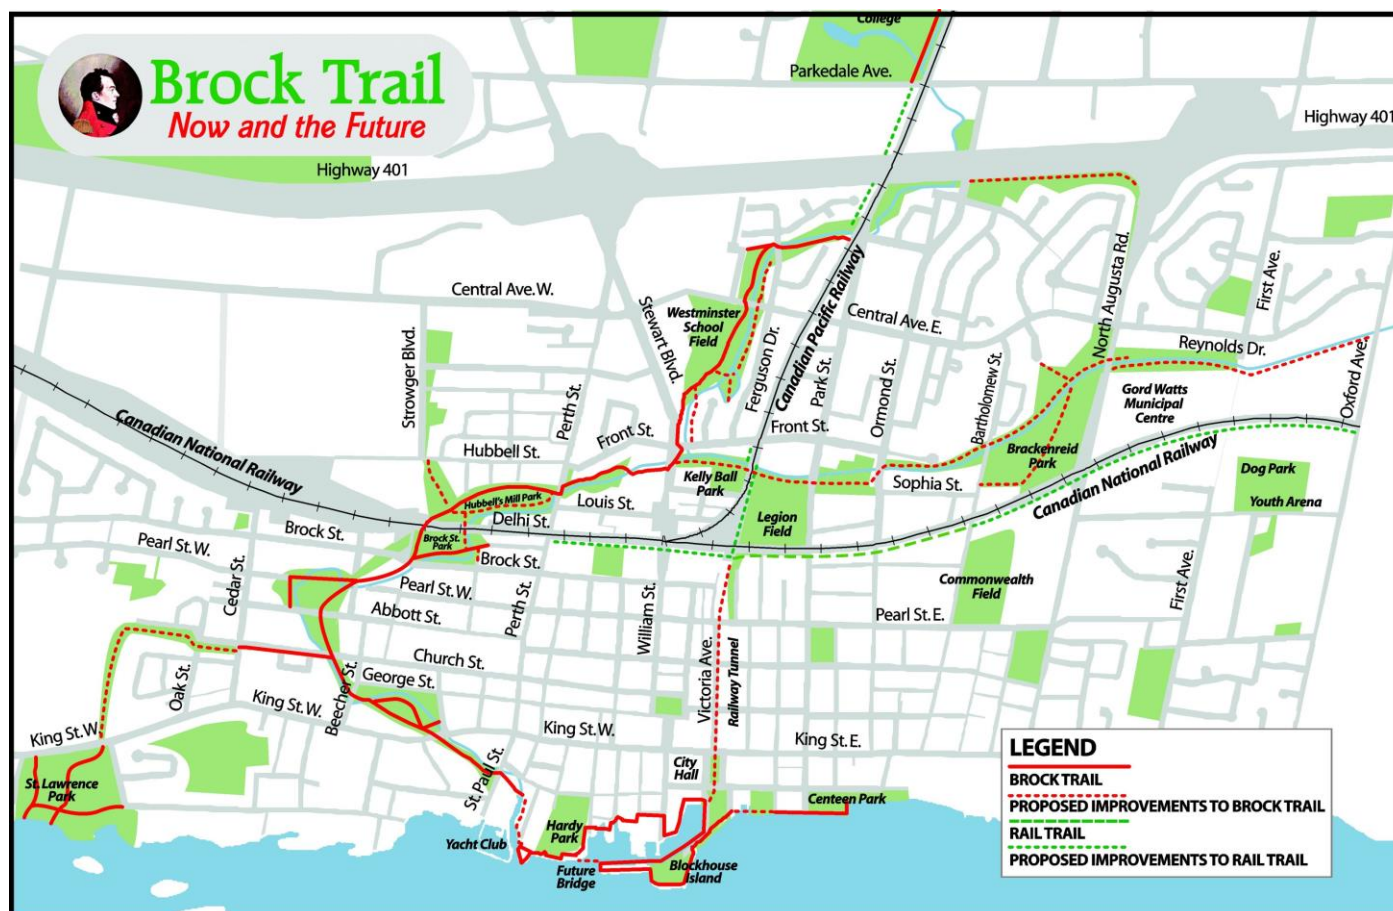 College
Parkedale Ave.
Brock Trail
Now and the Future
Highway 401
Highway 401
Central Ave. W.
Stewart Blvd.
Westminster
School
Field
Ferguson Dr.
Canadian Pacific Railway
Central Ave. E.
Park St.
Ormond St.
Bartholomew St.
North Augusta Rd.
First Ave.
Reynolds Dr.
Oxford Ave.
Strowger Blvd.
Perth St.
Canadian National Railway
Front St.
Front St.
Hubbell St.
Gord Watts
Municipal
Centre
Brackenreid
Park
Canadian National Railway
Dog Park
Youth Arena
Kelly Ball
Park
Sophia St.
Hubbell's Mill Park
Louis St.
Delhi St.
Legion
Field
Brock St.
Brock St.
Park
Brock St.
Pearl St. W.
Pearl St. W.
Cedar St.
Abbott St.
Perth St.
William St.
Commonwealth
Field
First Ave.
Pearl St. E.
Church St.
George St.
Oak St.
Beecher St.
Victoria Ave.
Railway Tunnel
King St. W.
King St. W.
King St. W.
King St. E.
St. Lawrence
Park
St. Paul St.
City
Hall
Centeen Park
Hardy
Park
Yacht Club
Future
Bridge
Blockhouse
Island
LEGEND
BROCK TRAIL
PROPOSED IMPROVEMENTS TO BROCK TRAIL
RAIL TRAIL
PROPOSED IMPROVEMENTS TO RAIL TRAIL